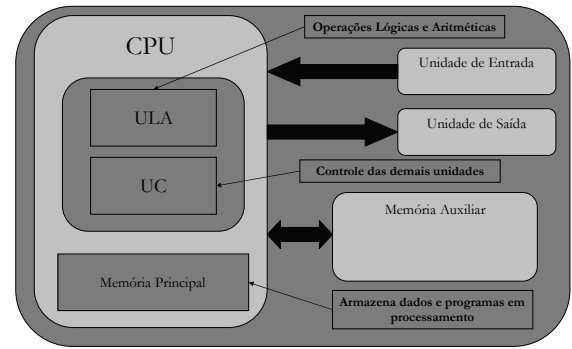 Operações Lógicas e Aritméticas
CPU
Unidade de Entrada
ULA
Unidade de Saída
Controle das demais unidades
UC
Memória Auxiliar
Memória Principal
Armazena dados e programas em
processamento